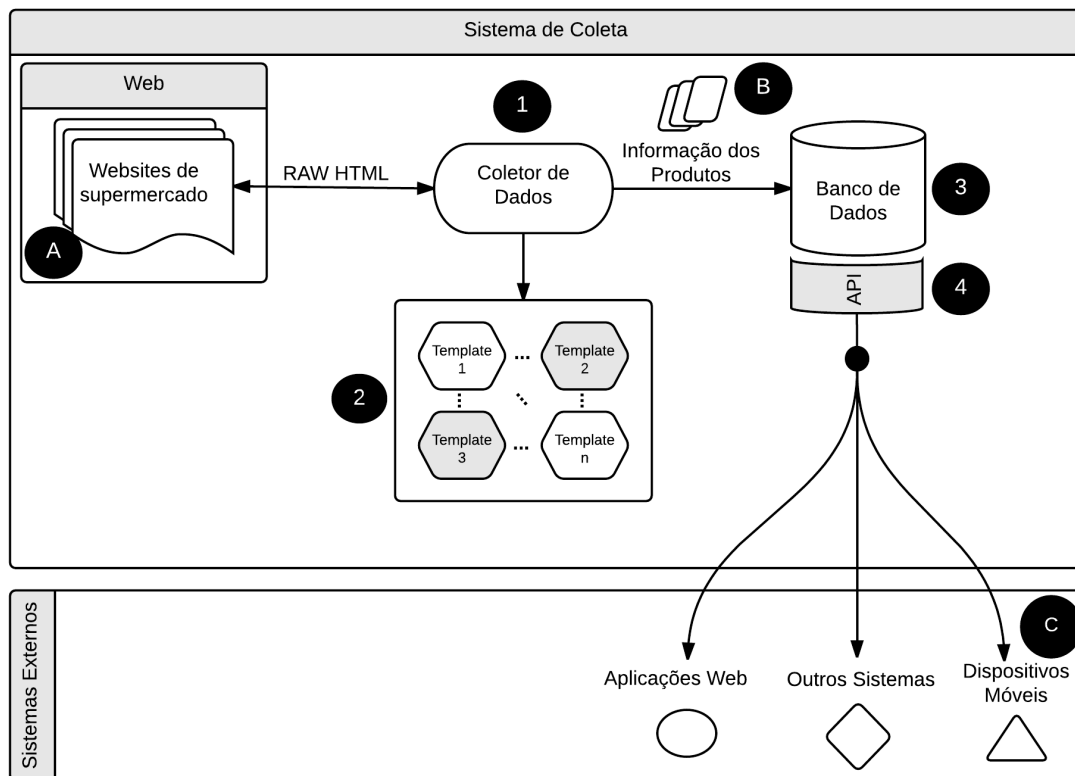 Sistema de Coleta
Web
Websites de
supermercado
A
RAW HTML
1
Coletor de
Dados
B
Informação dos
Produtos
Banco de
Dados
3
API
4
2
Template
1
...
Template
2
Template
3
...
Template
n
Sistemas Externos
C
Aplicações Web
Outros Sistemas
Dispositivos
Móveis